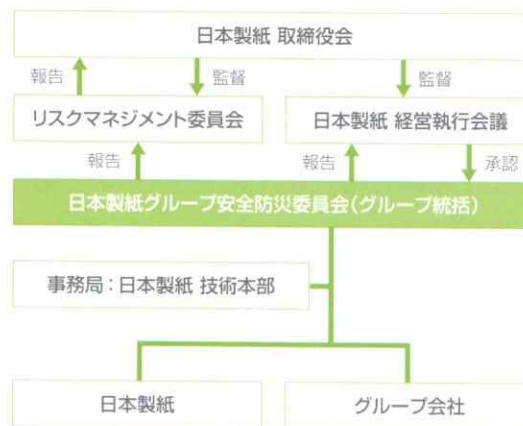 日本製紙 取締役会
報告 監督 監督
リスクマネジメント委員会 日本製紙 経営執行会議
報告 報告 承認
日本製紙グループ安全防災委員会(グループ統括)
事務局:日本製紙 技術本部
日本製紙 グループ会社